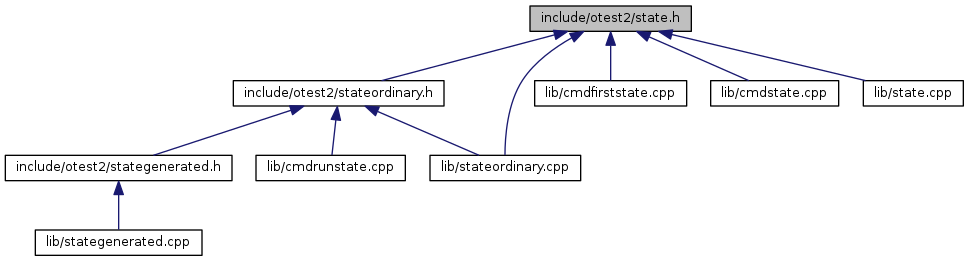 include/otest2/state.h
include/otest2/stateordinary.h
lib/cmdfirststate.cpp
lib/cmdstate.cpp
lib/state.cpp
include/otest2/stategenerated.h
lib/cmdrunstate.cpp
lib/stateordinary.cpp
lib/stategenerated.cpp